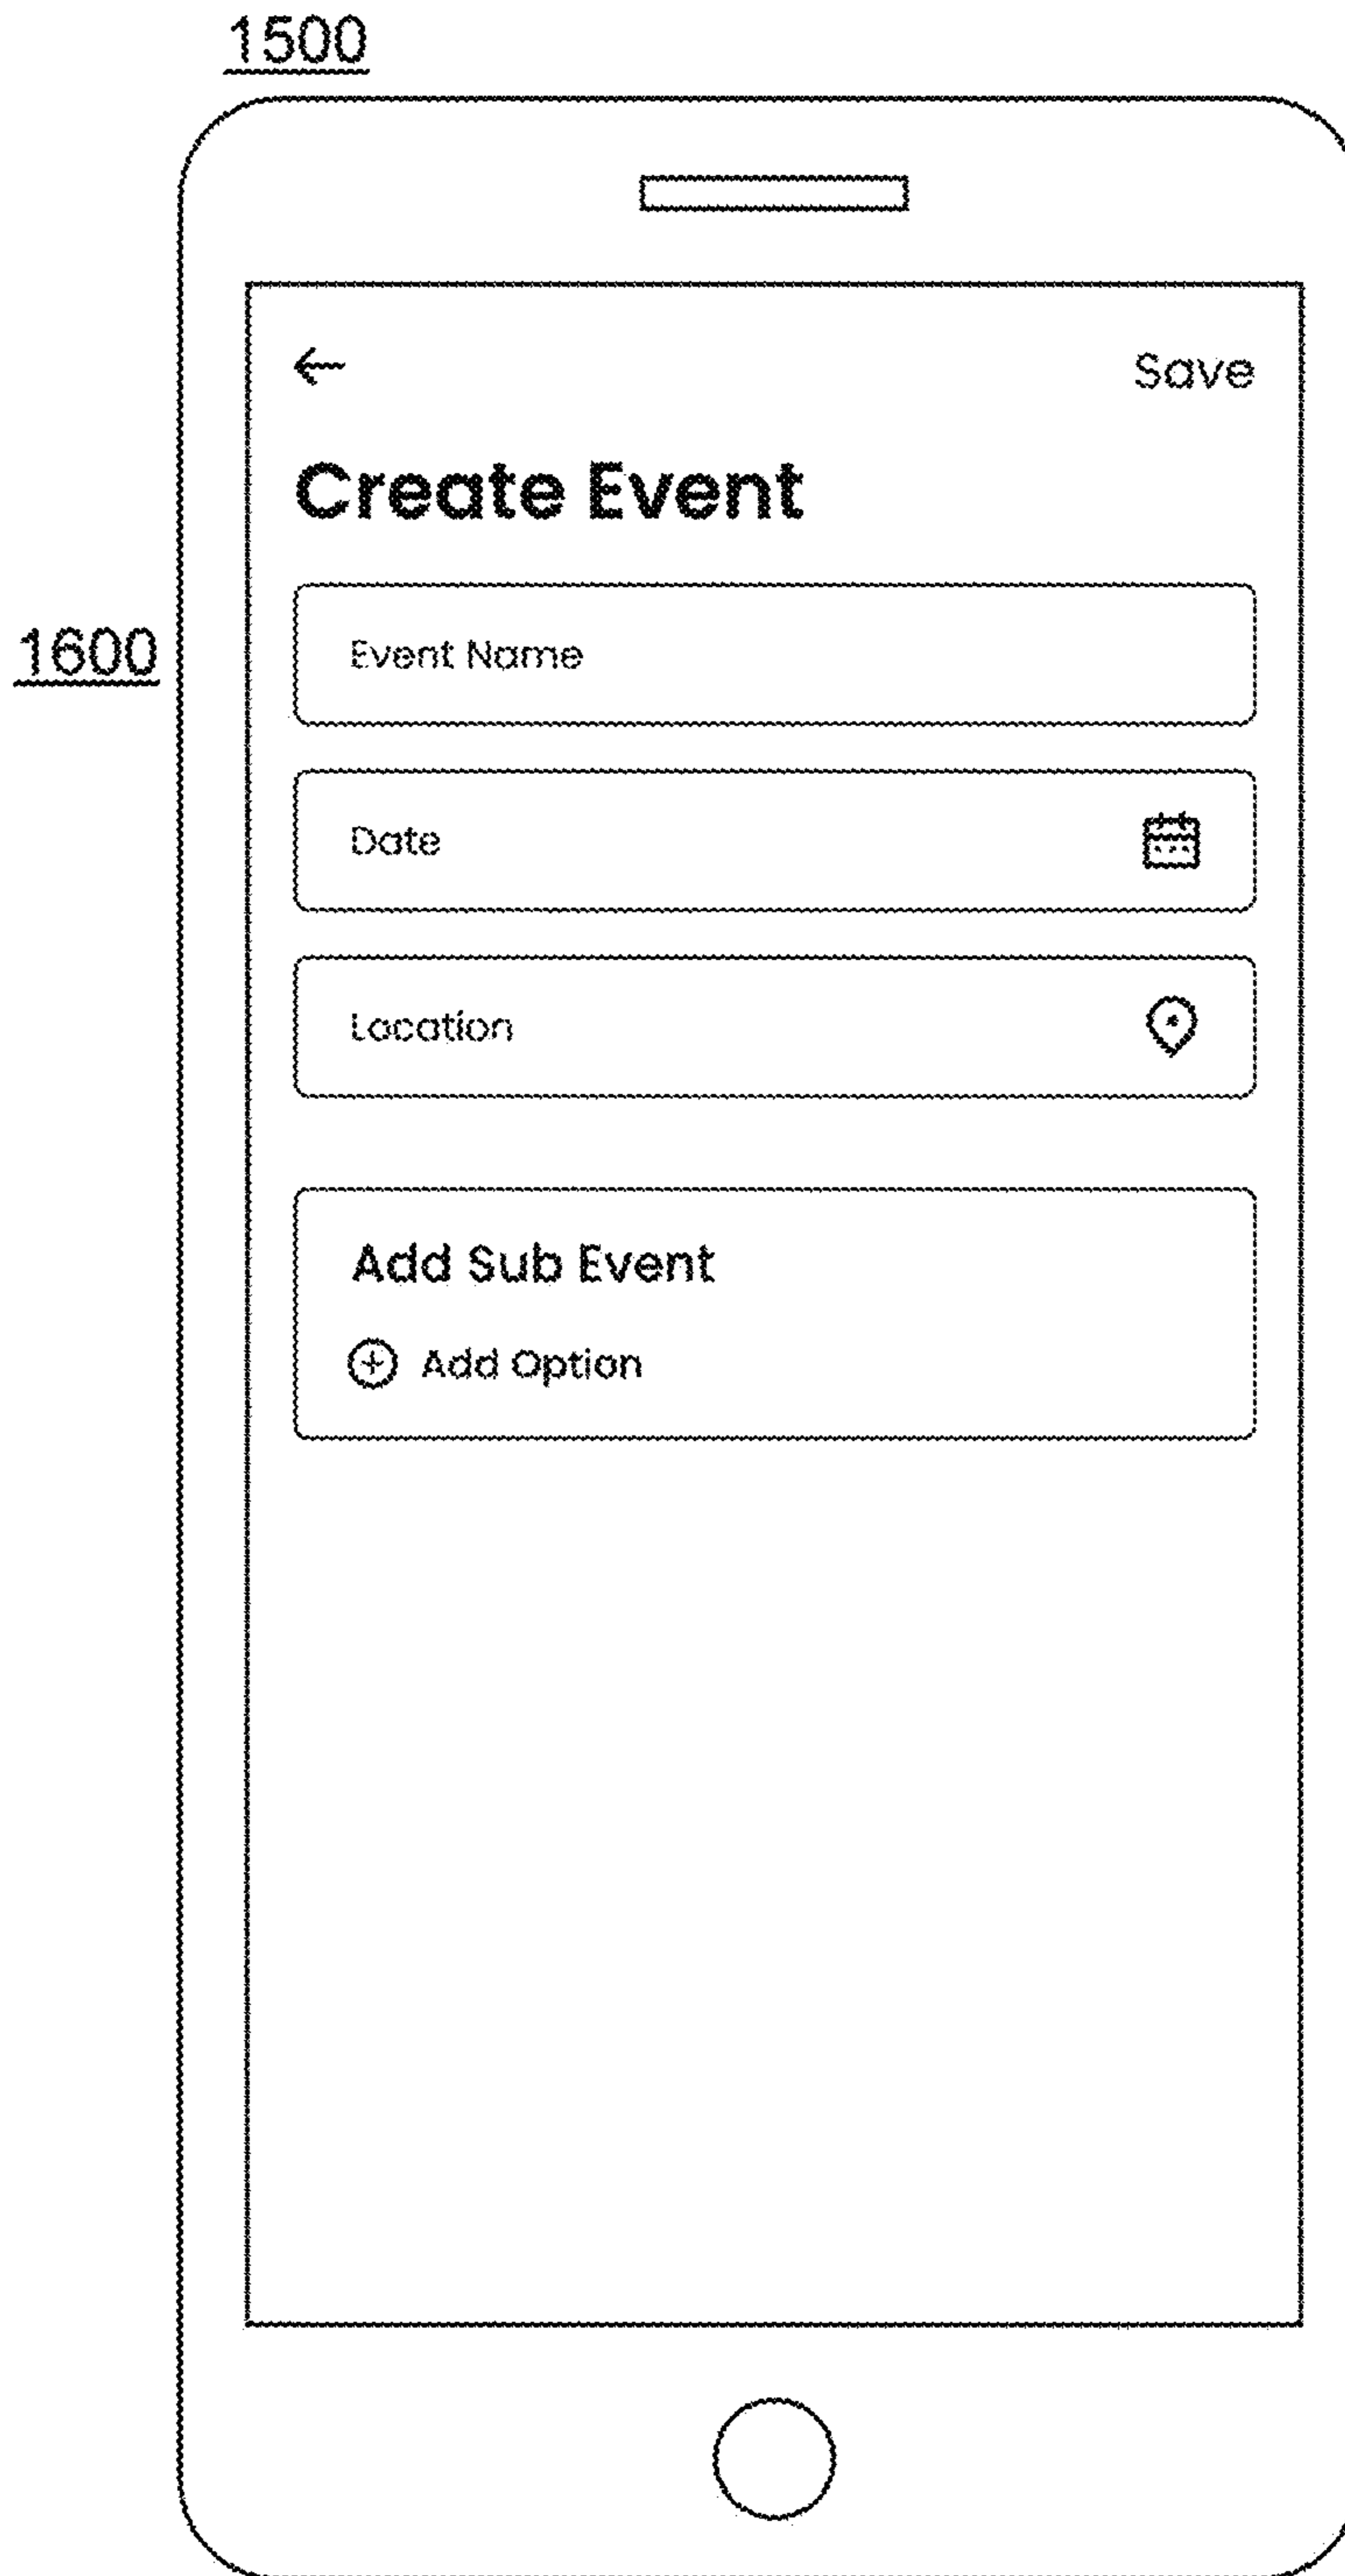 1500
Save
Create Event
1600
Event Name
Date
Location
Add Sub Event
Add Option